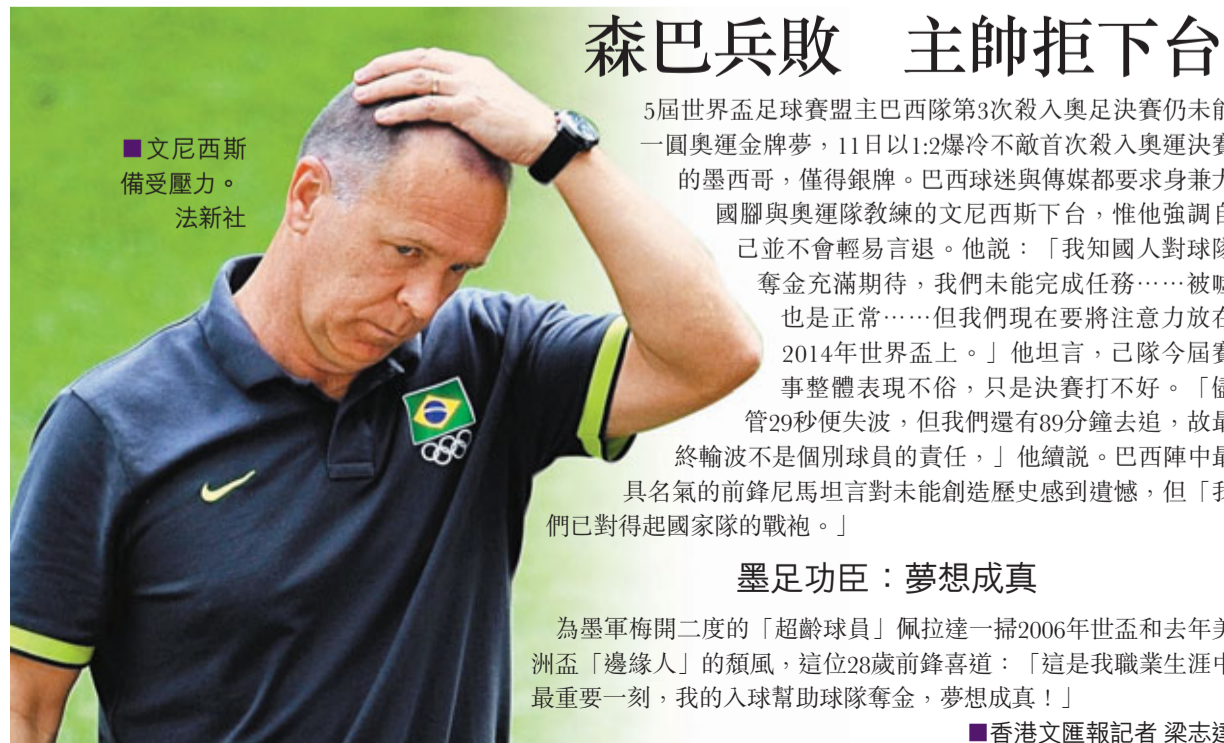 森巴兵敗　主帥拒下台
■文尼西斯
備受壓力。
法新社
5屆世界盃足球賽盟主巴西隊第3次殺入奧足決賽仍未能
一圓奧運金牌夢，11日以1:2爆冷不敵首次殺入奧運決賽
的墨西哥，僅得銀牌。巴西球迷與傳媒都要求身兼大
國腳與奧運隊教練的文尼西斯下台，惟他強調自
己並不會輕易言退。他説：「我知國人對球隊
奪金充滿期待，我們未能完成任務……被噓
也是正常……但我們現在要將注意力放在
2014年世界盃上。」他坦言，己隊今屆賽
事整體表現不俗，只是決賽打不好。「儘
管29秒便失波，但我們還有89分鐘去追，故最
終輸波不是個別球員的責任，」他續説。巴西陣中最
具名氣的前鋒尼馬坦言對未能創造歷史感到遺憾，但「我
們已對得起國家隊的戰袍。」
墨足功臣：夢想成真
為墨軍梅開二度的「超齡球員」佩拉達一掃2006年世盃和去年美
洲盃「邊緣人」的頹風，這位28歲前鋒喜道：「這是我職業生涯中
最重要一刻，我的入球幫助球隊奪金，夢想成真！」
■香港文匯報記者 梁志達